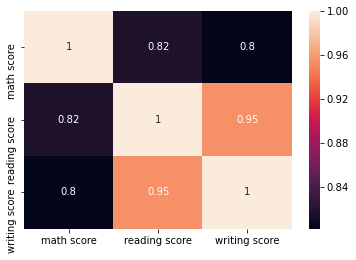 1 0.82 0.8
0.82 1 0.95
0.8 0.95 1
math score
reading score
writing score
math score reading score writing score
1.00
0.96
0.92
0.88
0.84